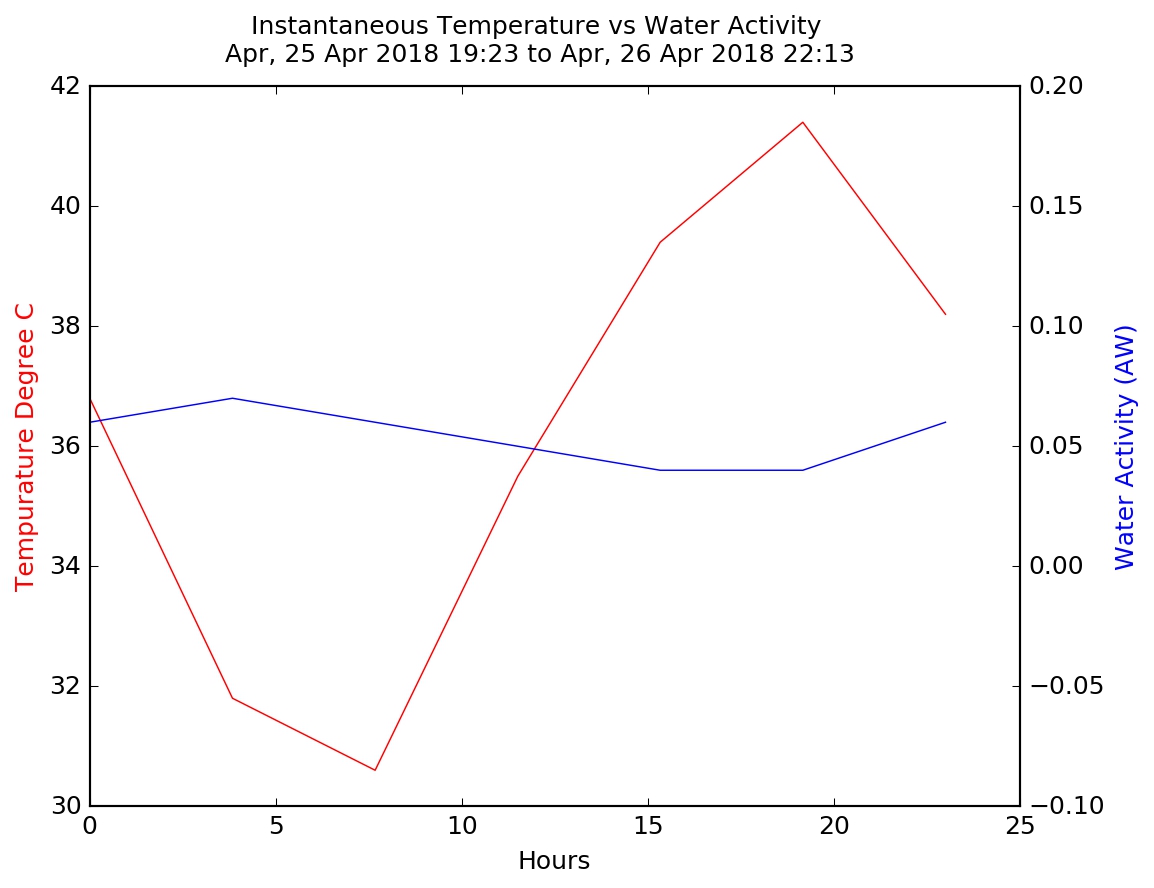 Instantaneous Temperature vs Water Activity
Apr, 25 Apr 2018 19:23 to Apr, 26 Apr 2018 22:13
42
40
38
36
34
32
30
Tempurature Degree C
0.20
0.15
0.10
0.05
0.00
−0.05
−0.10
Water Activity (AW)
0 5 10 15 20 25
Hours